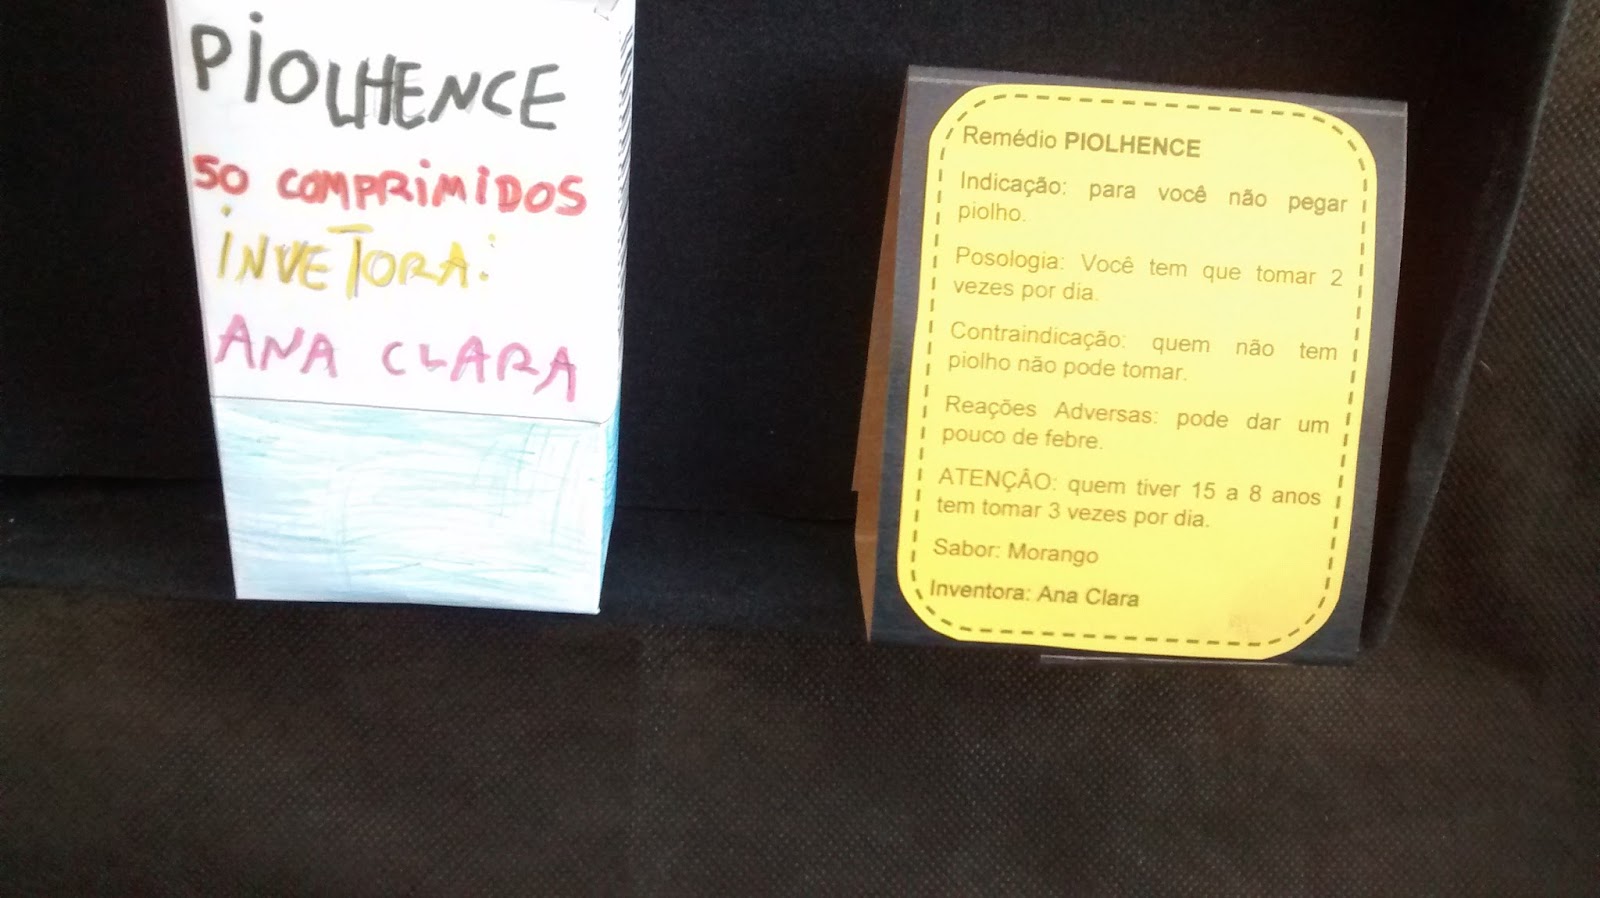 PIOLHENCE
50 COMPRIMIDOS
INVETORA:
ANA CLARA
Remédio PIOLHENCE
Indicação: para você não pegar
piolho.
Posologia: Você tem que tomar 2
vezes por dia.
Contraindicação: quem não tem
piolho não pode tomar.
Reações Adversas: pode dar um
pouco de febre.
ATENÇÂO: quem tiver 15 a 8 anos
tem tomar 3 vezes por dia.
Sabor: Morango
Inventora: Ana Clara